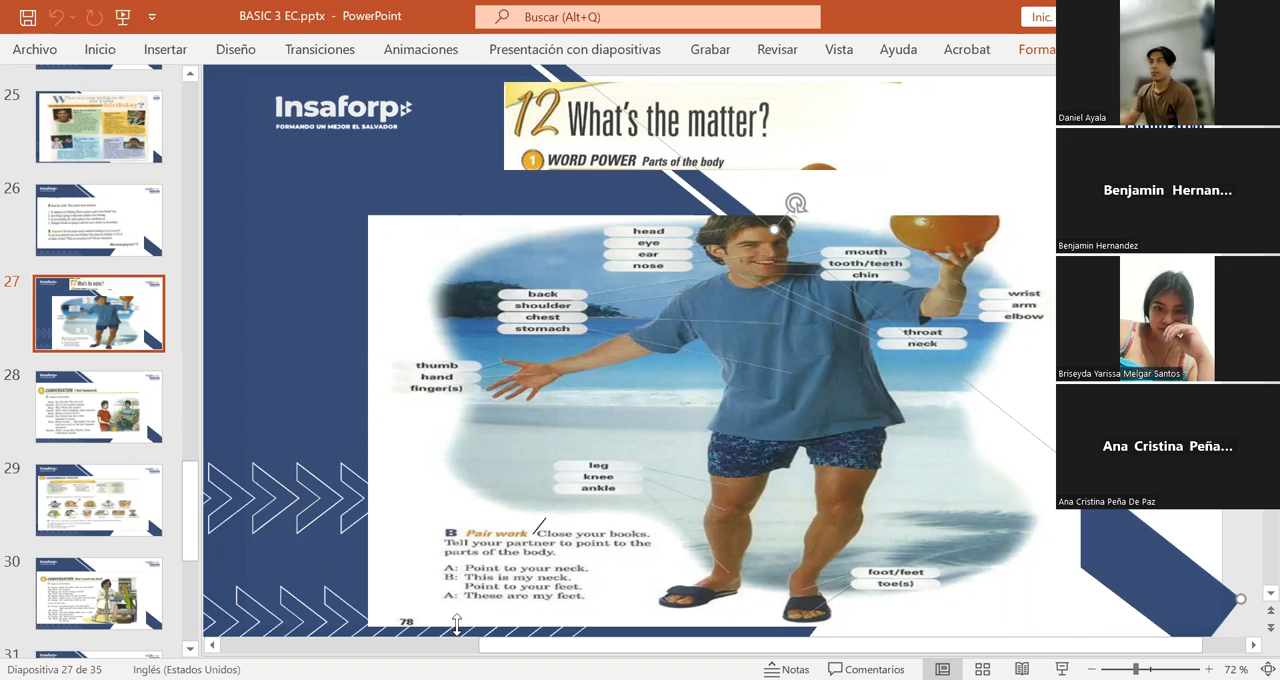 BASIC 3 EC.pptx - PowerPoint
Buscar (Alt+Q)
Inic.
Archivo Inicio Insertar Diseño Transiciones Animaciones Presentación con diapositivas Grabar Revisar Vista Ayuda Acrobat Forma
25
26
27
28
29
30
31
Insaforp
FORMANDO UN MEJOR EL SALVADOR
12 What's the matter?
1 WORD POWER Parts of the body
head
eye
ear
nose
mouth
tooth/teeth
chin
back
shoulder
chest
stomach
wrist
arm
elbow
throat
neck
thumb
hand
finger(s)
leg
knee
ankle
foot/feet
toe(s)
B Pair work Close your books.
Tell your partner to point to the
parts of the body.
A: Point to your neck.
B: This is my neck.
Point to your feet.
A: These are my feet.
78
Daniel Ayala
Benjamin Hernan...
Benjamin Hernandez
Briseyda Yarissa Melgar Santos
Ana Cristina Peña...
Ana Cristina Peña De Paz
Diapositiva 27 de 35
Inglés (Estados Unidos)
Notas
Comentarios
72 %